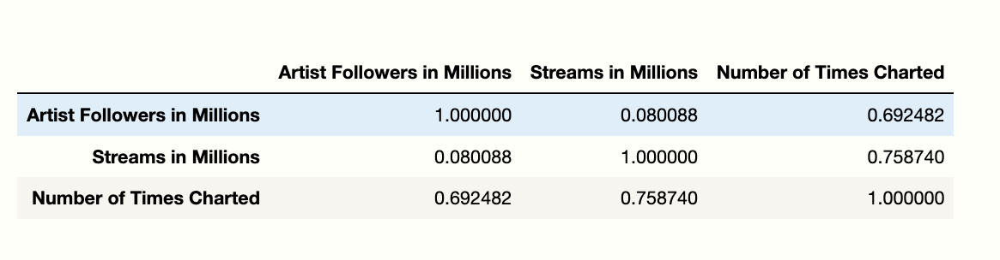 Artist Followers in Millions Streams in Millions Number of Times Charted
Artist Followers in Millions 1.000000 0.080088 0.692482
Streams in Millions 0.080088 1.000000 0.758740
Number of Times Charted 0.692482 0.758740 1.000000